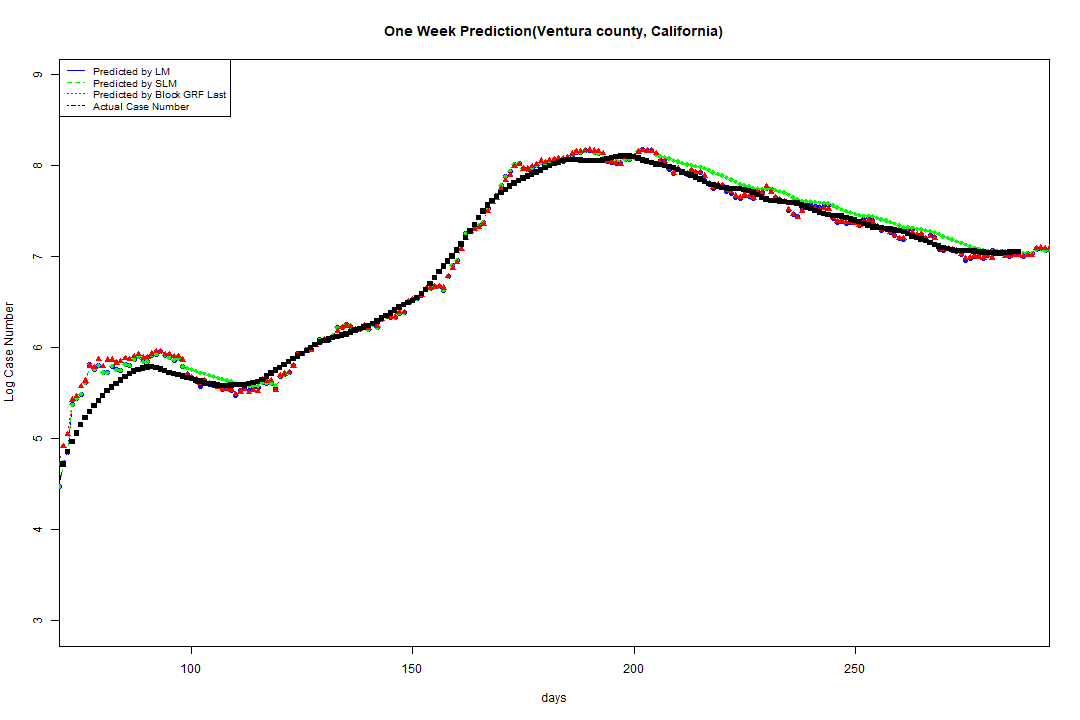 One Week Prediction(Ventura county, California)
Predicted by LM
Predicted by SLM
Predicted by Block GRF Last
Actual Case Number
9
8
7
6
5
4
3
Log Case Number
100 150 200 250
days